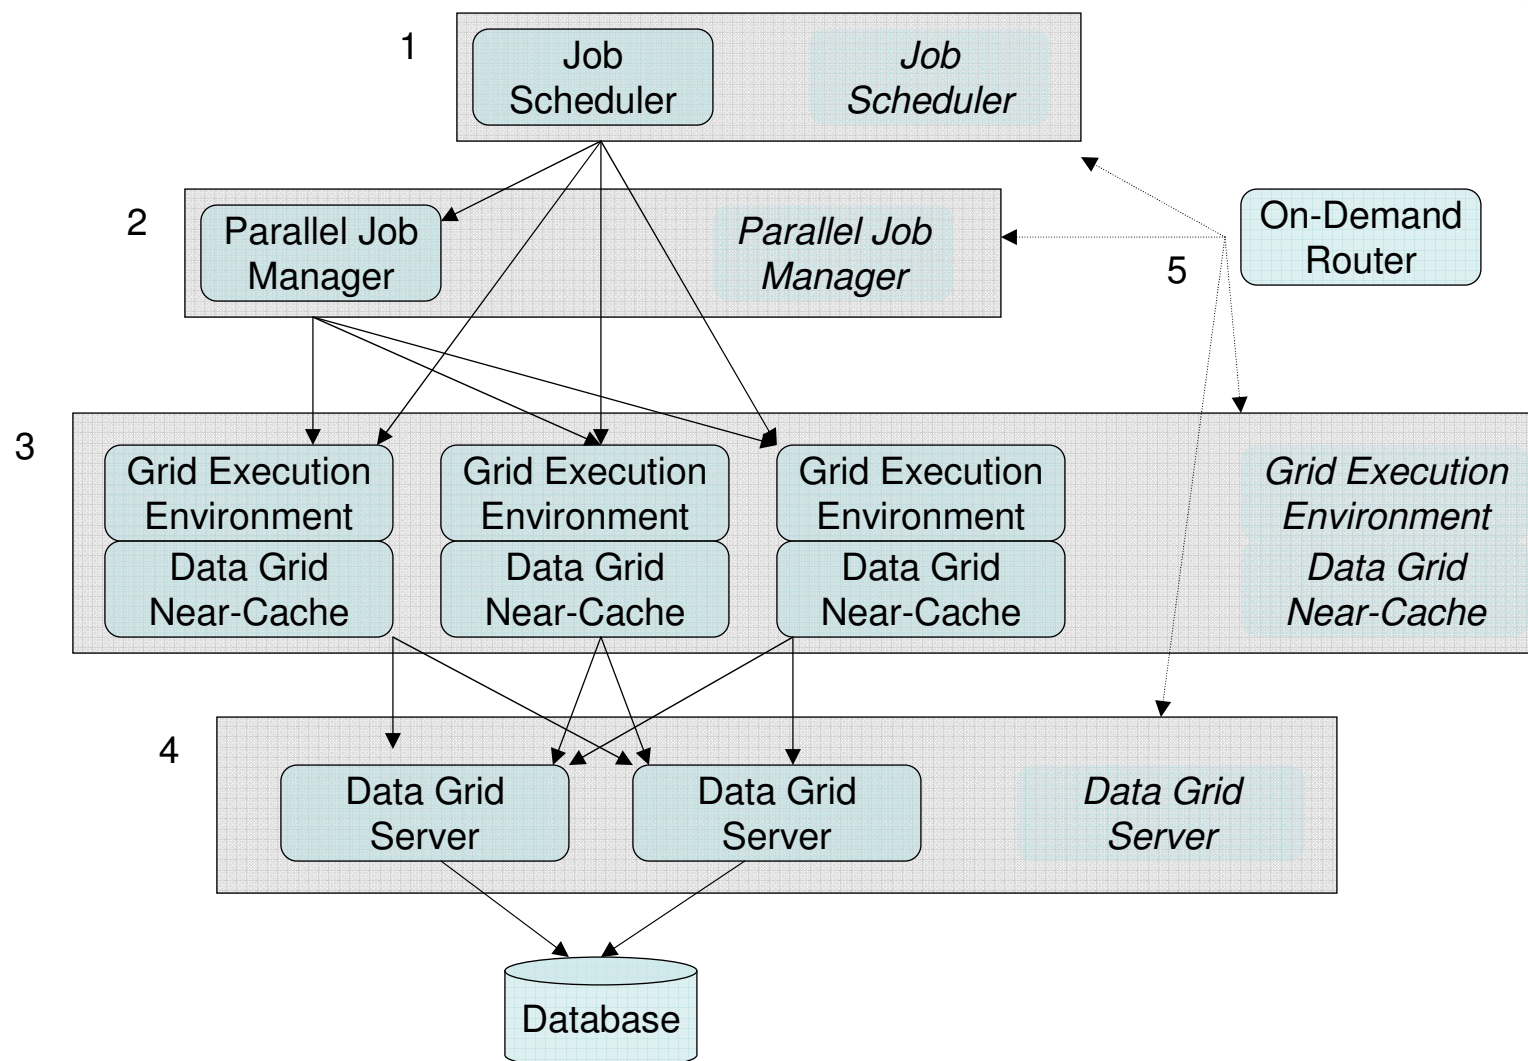 1
Job
Scheduler
Job
Scheduler
2
Parallel Job
Manager
Parallel Job
Manager
On-Demand
Router
5
3
Grid Execution
Environment
Grid Execution
Environment
Grid Execution
Environment
Grid Execution
Environment
Data Grid
Near-Cache
Data Grid
Near-Cache
Data Grid
Near-Cache
Data Grid
Near-Cache
4
Data Grid
Server
Data Grid
Server
Data Grid
Server
Database